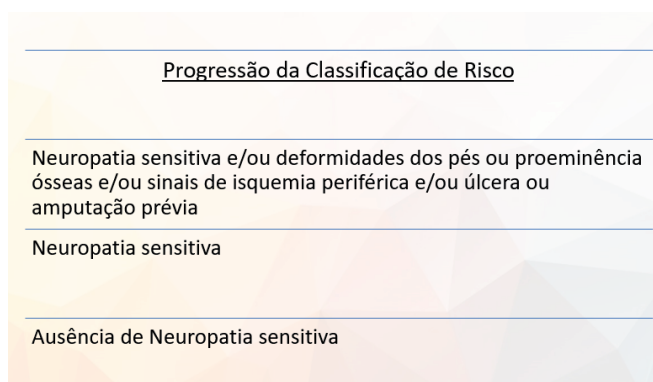 Progressão da Classificação de Risco
Neuropatia sensitiva e/ou deformidades dos pés ou proeminência
ósseas e/ou sinais de isquemia periférica e/ou úlcera ou
amputação prévia
Neuropatia sensitiva
Ausência de Neuropatia sensitiva